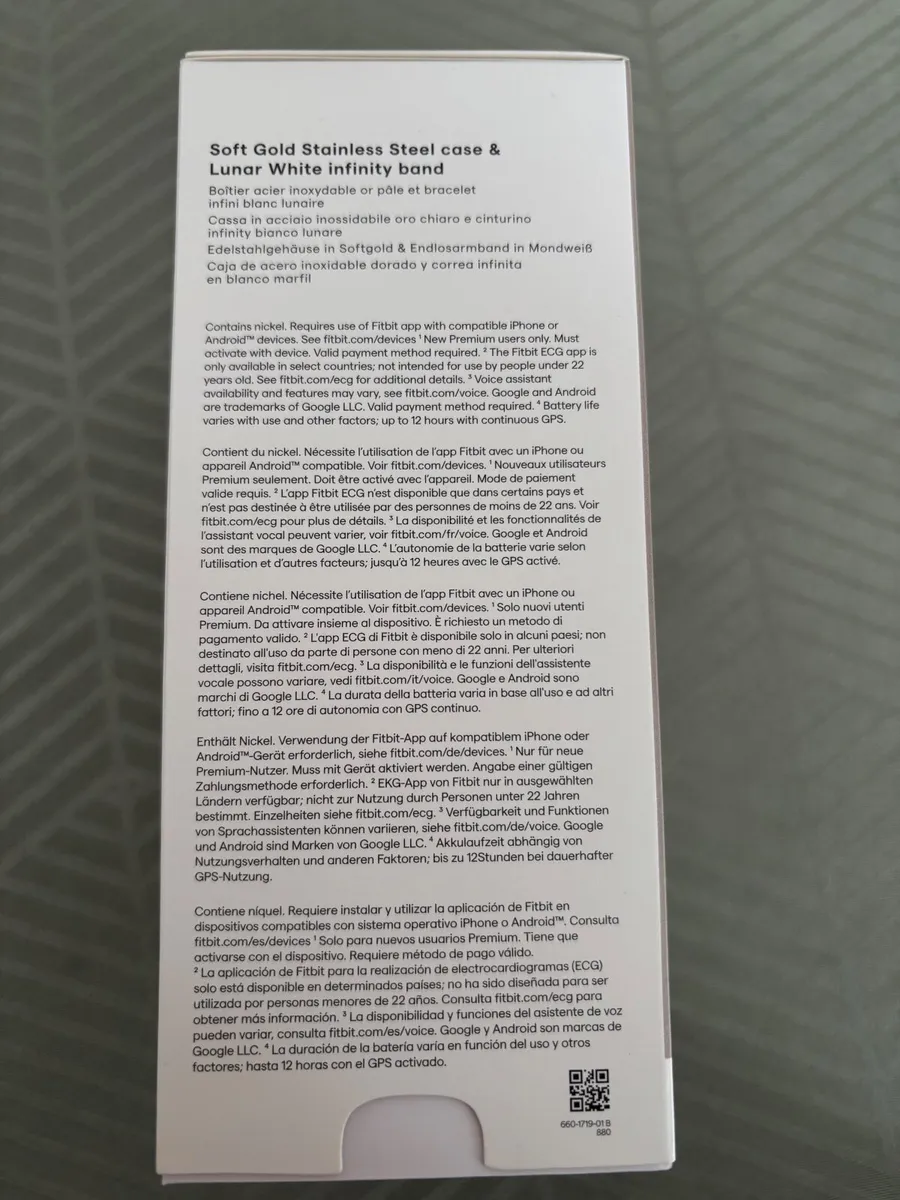 Soft Gold Stainless Steel case &
Lunar White infinity band
Boîtier acier inoxydable or pâle et bracelet
infini blanc lunaire
Cassa in acciaio inossidabile oro chiaro e cinturino
infinity bianco lunare
Edelstahlgehäuse in Softgold & Endlosarmband in Mondweiß
Caja de acero inoxidable dorado y correa infinita
en blanco marfil
Contains nickel. Requires use of Fitbit app with compatible iPhone or
Android™ devices. See fitbit.com/devices ¹ New Premium users only. Must
activate with device. Valid payment method required. ² The Fitbit ECG app is
only available in select countries; not intended for use by people under 22
years old. See fitbit.com/ecg for additional details. ³ Voice assistant
availability and features may vary, see fitbit.com/voice. Google and Android
are trademarks of Google LLC. Valid payment method required. ⁴ Battery life
varies with use and other factors; up to 12 hours with continuous GPS.
Contient du nickel. Nécessite l'utilisation de l'app Fitbit avec un iPhone ou
appareil Android™ compatible. Voir fitbit.com/devices. ¹ Nouveaux utilisateurs
Premium seulement. Doit être activé avec l'appareil. Mode de paiement
valide requis. ² L'app Fitbit ECG n'est disponible que dans certains pays et
n'est pas destinée à être utilisée par des personnes de moins de 22 ans. Voir
fitbit.com/ecg pour plus de détails. ³ La disponibilité et les fonctionnalités de
l'assistant vocal peuvent varier, voir fitbit.com/fr/voice. Google et Android
sont des marques de Google LLC. ⁴ L'autonomie de la batterie varie selon
l'utilisation et d'autres facteurs; jusqu'à 12 heures avec le GPS activé.
Contiene nichel. Nécessite l'utilisation de l'app Fitbit avec un iPhone ou
appareil Android™ compatible. Voir fitbit.com/devices. ¹ Solo nuovi utenti
Premium. Da attivare insieme al dispositivo. È richiesto un metodo di
pagamento valido. ² L'app ECG di Fitbit è disponibile solo in alcuni paesi; non
destinato all'uso da parte di persone con meno di 22 anni. Per ulteriori
dettagli, visita fitbit.com/ecg. ³ La disponibilità e le funzioni dell'assistente
vocale possono variare, vedi fitbit.com/it/voice. Google e Android sono
marchi di Google LLC. ⁴ La durata della batteria varia in base all'uso e ad altri
fattori; fino a 12 ore di autonomia con GPS continuo.
Enthält Nickel. Verwendung der Fitbit-App auf kompatiblem iPhone oder
Android™-Gerät erforderlich, siehe fitbit.com/de/devices. ¹ Nur für neue
Premium-Nutzer. Muss mit Gerät aktiviert werden. Angabe einer gültigen
Zahlungsmethode erforderlich. ² EKG-App von Fitbit nur in ausgewählten
Ländern verfügbar; nicht zur Nutzung durch Personen unter 22 Jahren
bestimmt. Einzelheiten siehe fitbit.com/ecg. ³ Verfügbarkeit und Funktionen
von Sprachassistenten können variieren, siehe fitbit.com/de/voice. Google
und Android sind Marken von Google LLC. ⁴ Akkulaufzeit abhängig von
Nutzungsverhalten und anderen Faktoren; bis zu 12Stunden bei dauerhafter
GPS-Nutzung.
Contiene níquel. Requiere instalar y utilizar la aplicación de Fitbit en
dispositivos compatibles con sistema operativo iPhone o Android™. Consulta
fitbit.com/es/devices ¹ Solo para nuevos usuarios Premium. Tiene que
activarse con el dispositivo. Requiere método de pago válido.
² La aplicación de Fitbit para la realización de electrocardiogramas (ECG)
solo está disponible en determinados países; no ha sido diseñada para ser
utilizada por personas menores de 22 años. Consulta fitbit.com/ecg para
obtener más información. ³ La disponibilidad y funciones del asistente de voz
pueden variar, consulta fitbit.com/es/voice. Google y Android son marcas de
Google LLC. ⁴ La duración de la batería varía en función del uso y otros
factores; hasta 12 horas con el GPS activado.
660-1719-01 B
880